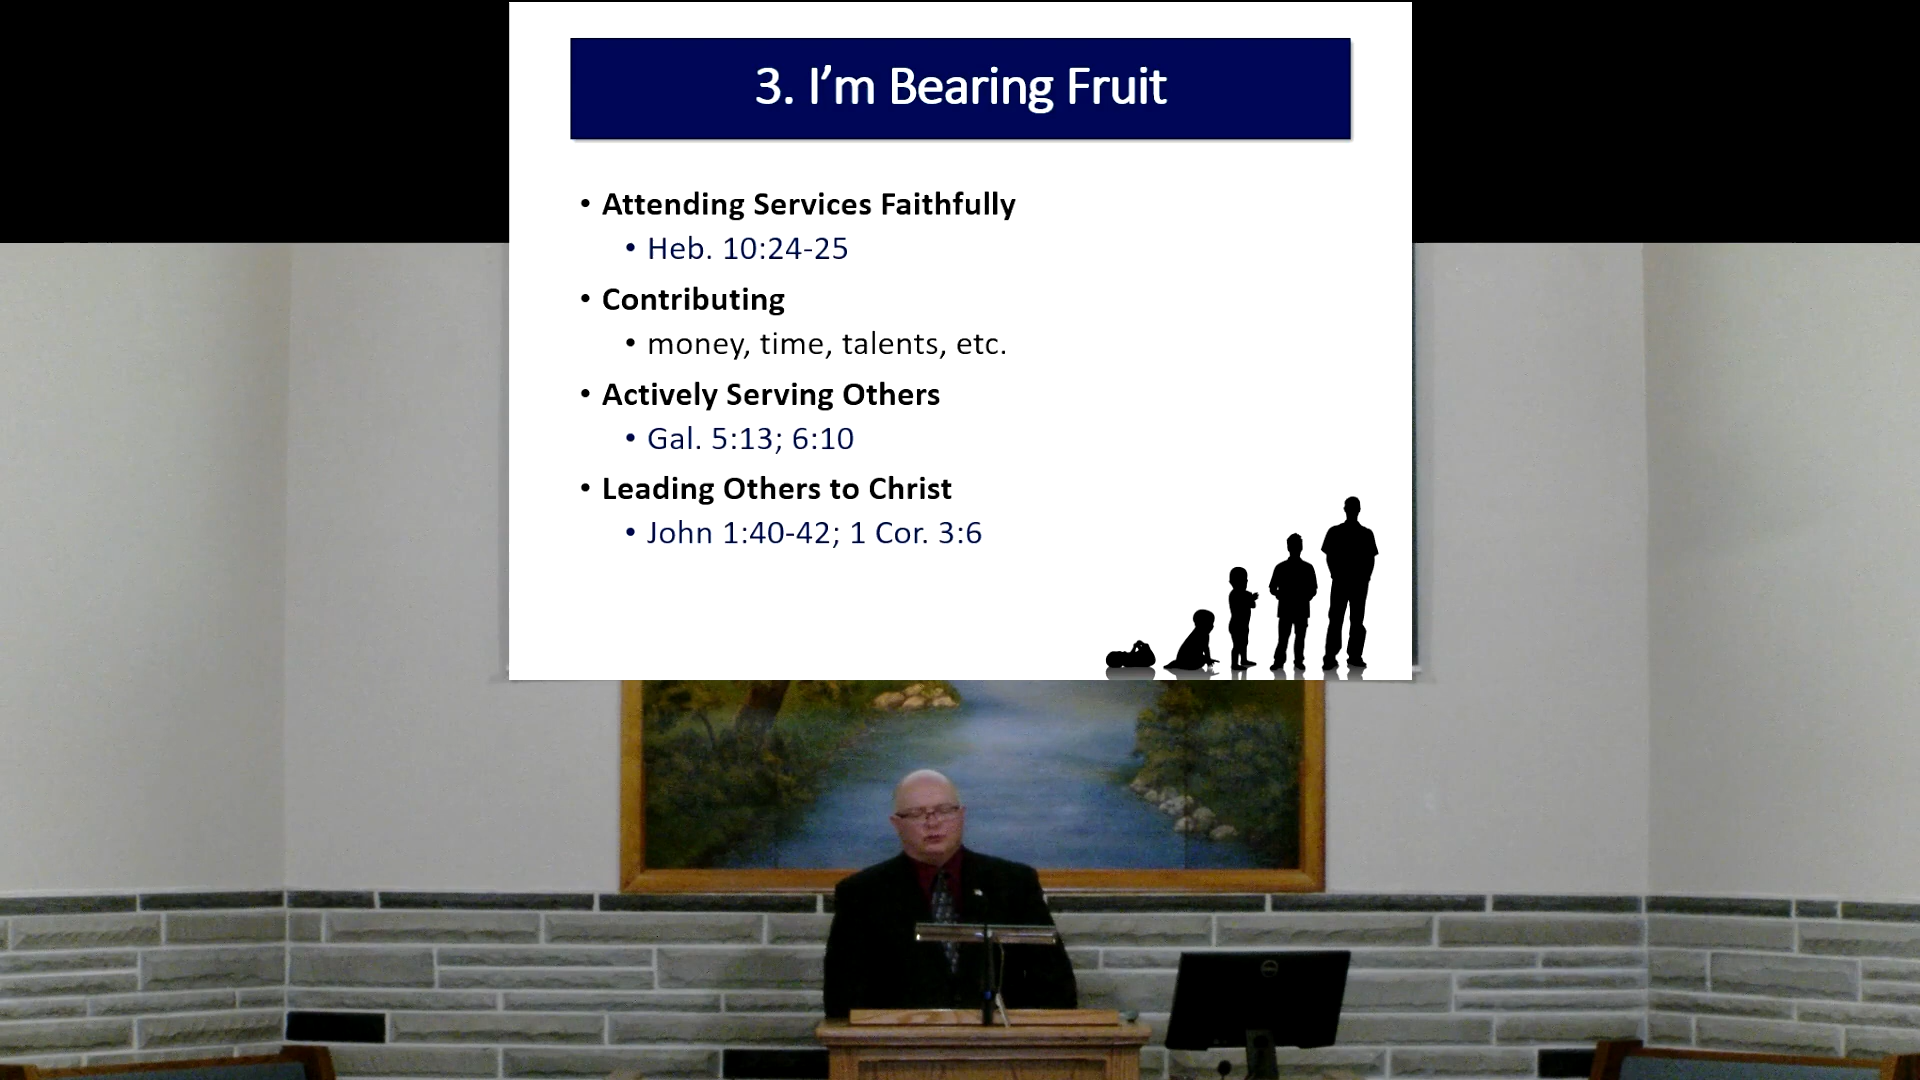 3. I'm Bearing Fruit
• Attending Services Faithfully
• Heb. 10:24-25
• Contributing
• money, time, talents, etc.
• Actively Serving Others
• Gal. 5:13; 6:10
• Leading Others to Christ
• John 1:40-42; 1 Cor. 3:6
DELL